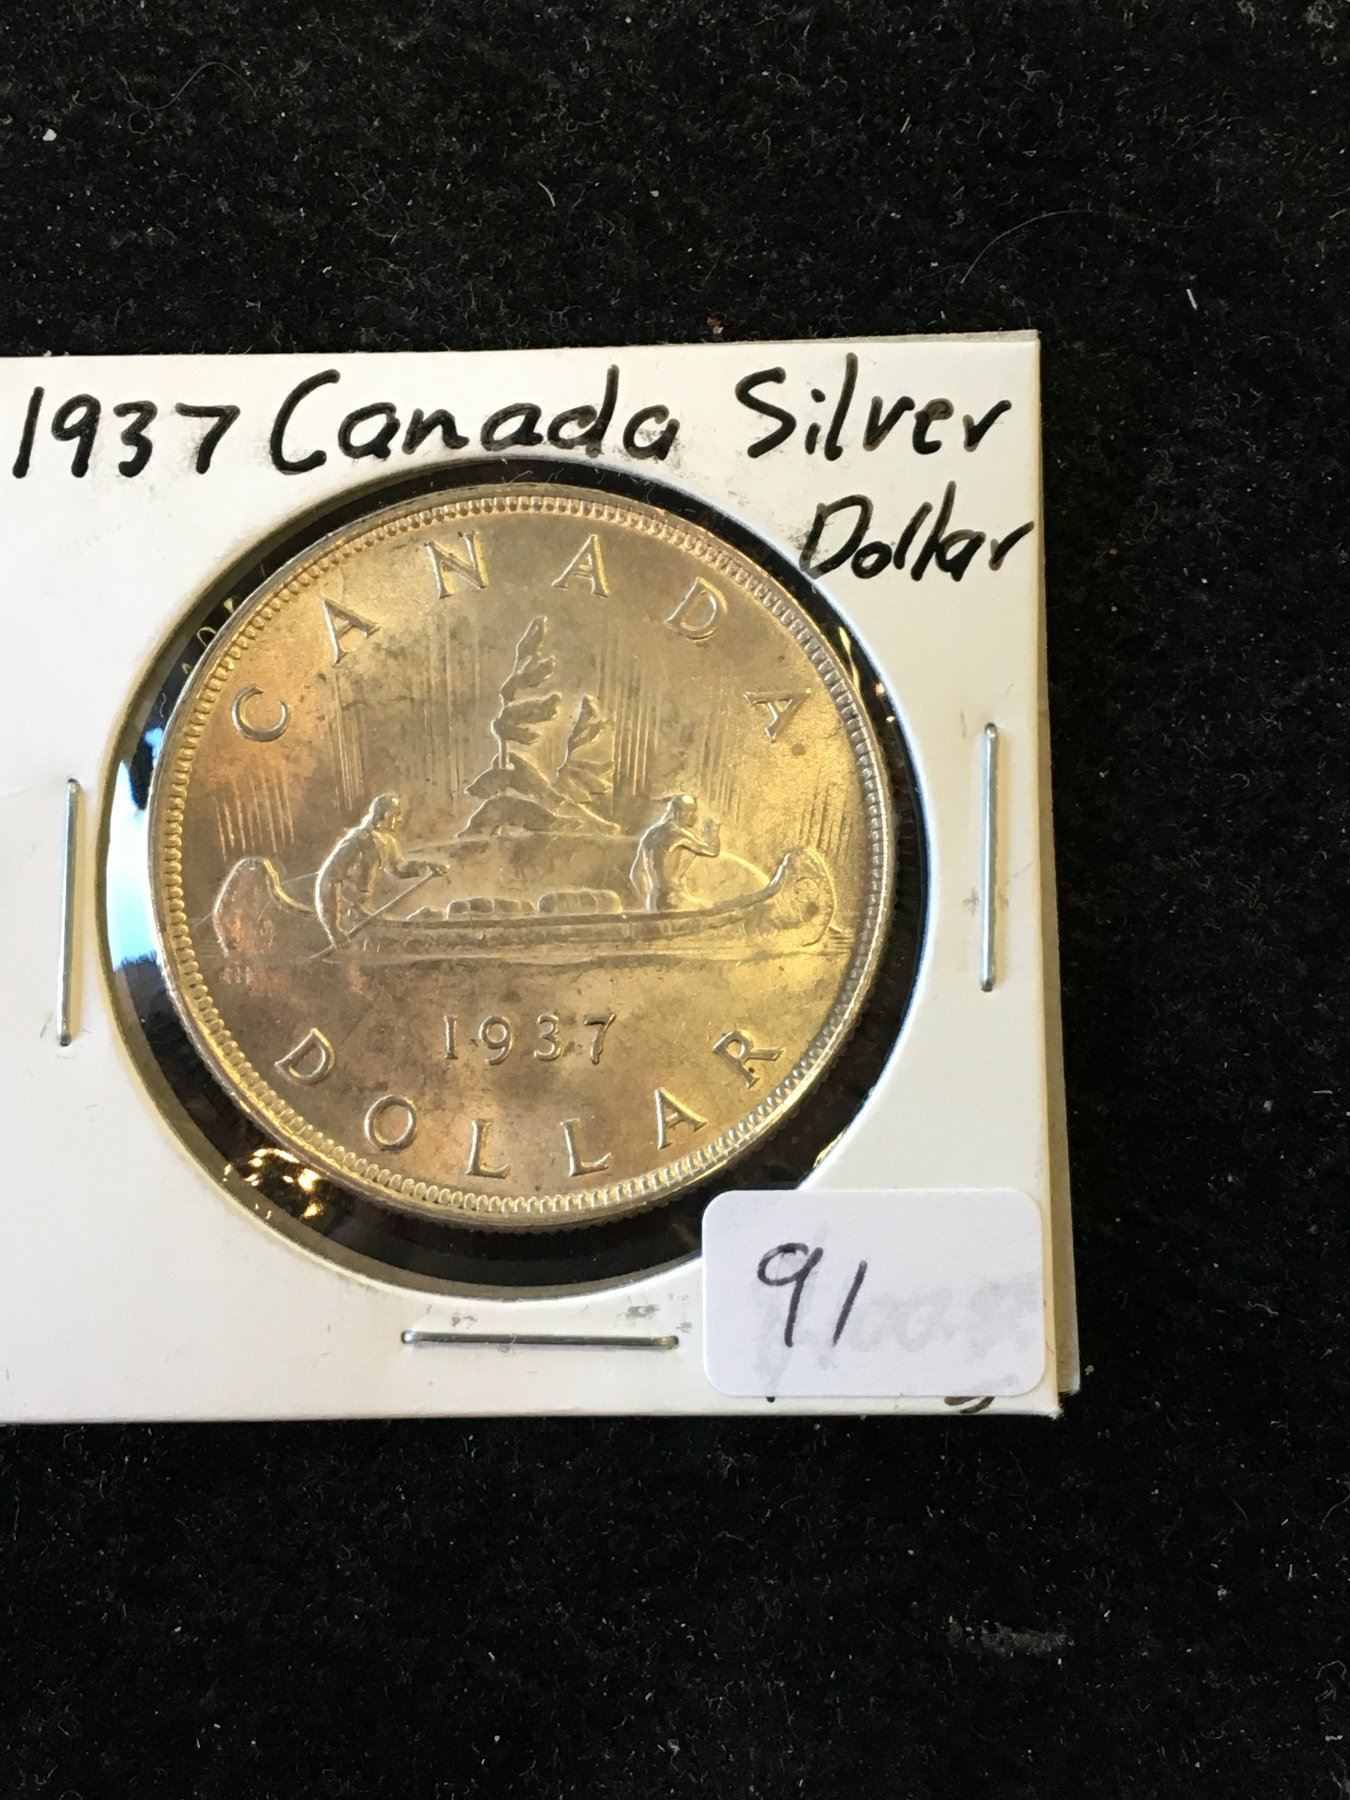 1937 Canada Silver
Dollar
CANADA
1937
DOLLAR
91